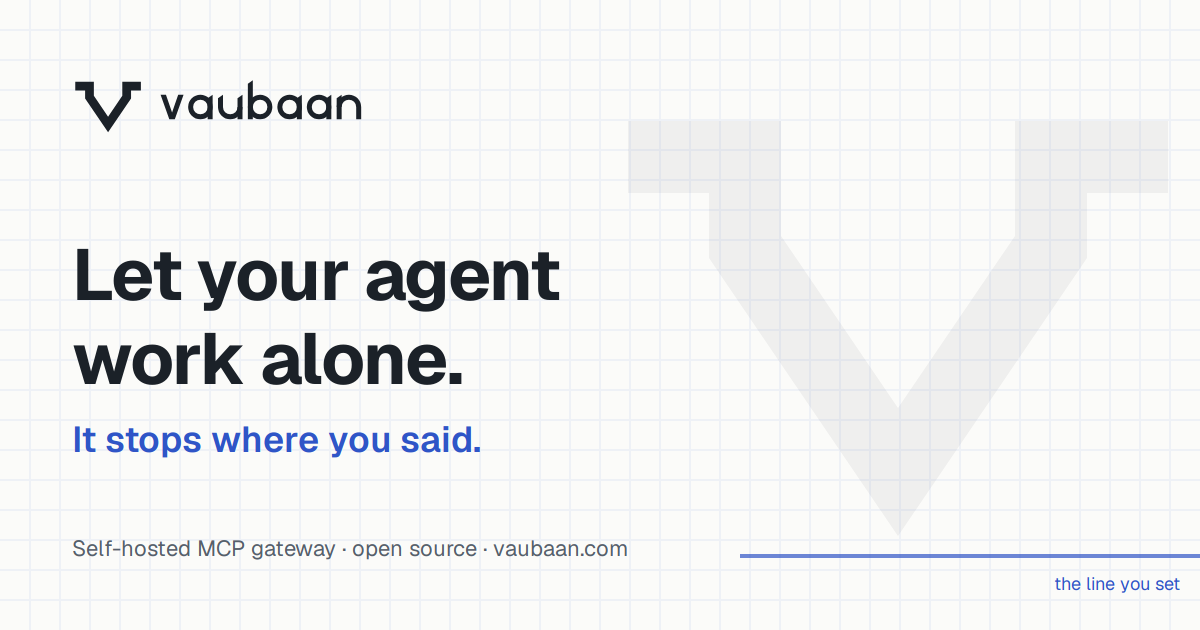 vaubaan
Let your agent
work alone.
It stops where you said.
Self-hosted MCP gateway · open source · vaubaan.com
the line you set